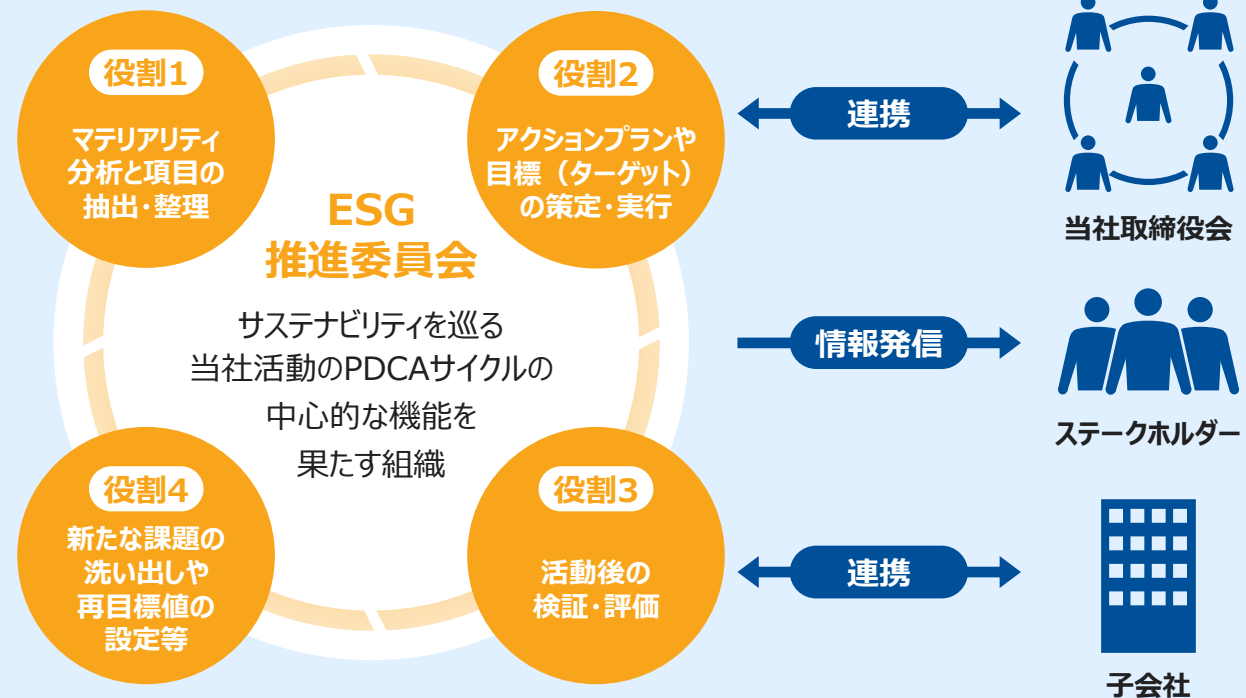 役割1
マテリアリティ
分析と項目の
抽出・整理
役割2
アクションプランや
目標（ターゲット）
の策定・実行
ESG
推進委員会
サステナビリティを巡る
当社活動のPDCAサイクルの
中心的な機能を
果たす組織
役割4
新たな課題の
洗い出しや
再目標値の
設定等
役割3
活動後の
検証・評価
連携
当社取締役会
情報発信
ステークホルダー
連携
子会社